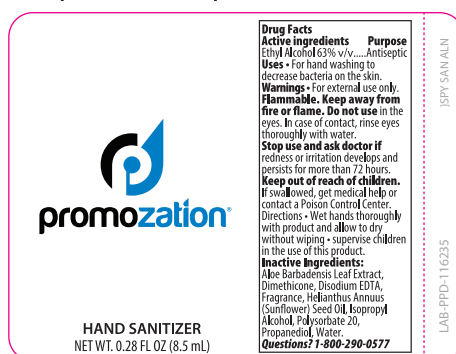 promozation®
HAND SANITIZER
NET WT. 0.28 FL OZ (8.5 mL)
Drug Facts
Active ingredients Purpose
Ethyl Alcohol 63% v/v.....Antiseptic
Uses • For hand washing to
decrease bacteria on the skin.
Warnings • For external use only.
Flammable. Keep away from
fire or flame. Do not use in the
eyes. In case of contact, rinse eyes
thoroughly with water.
Stop use and ask doctor if
redness or irritation develops and
persists for more than 72 hours.
Keep out of reach of children.
If swallowed, get medical help or
contact a Poison Control Center.
Directions • Wet hands thoroughly
with product and allow to dry
without wiping • supervise children
in the use of this product.
Inactive Ingredients:
Aloe Barbadensis Leaf Extract,
Dimethicone, Disodium EDTA,
Fragrance, Helianthus Annuus
(Sunflower) Seed Oil, Isopropyl
Alcohol, Polysorbate 20,
Propanediol, Water.
Questions? 1-800-290-0577
JSPY SAN ALN
LAB-PPD-116235